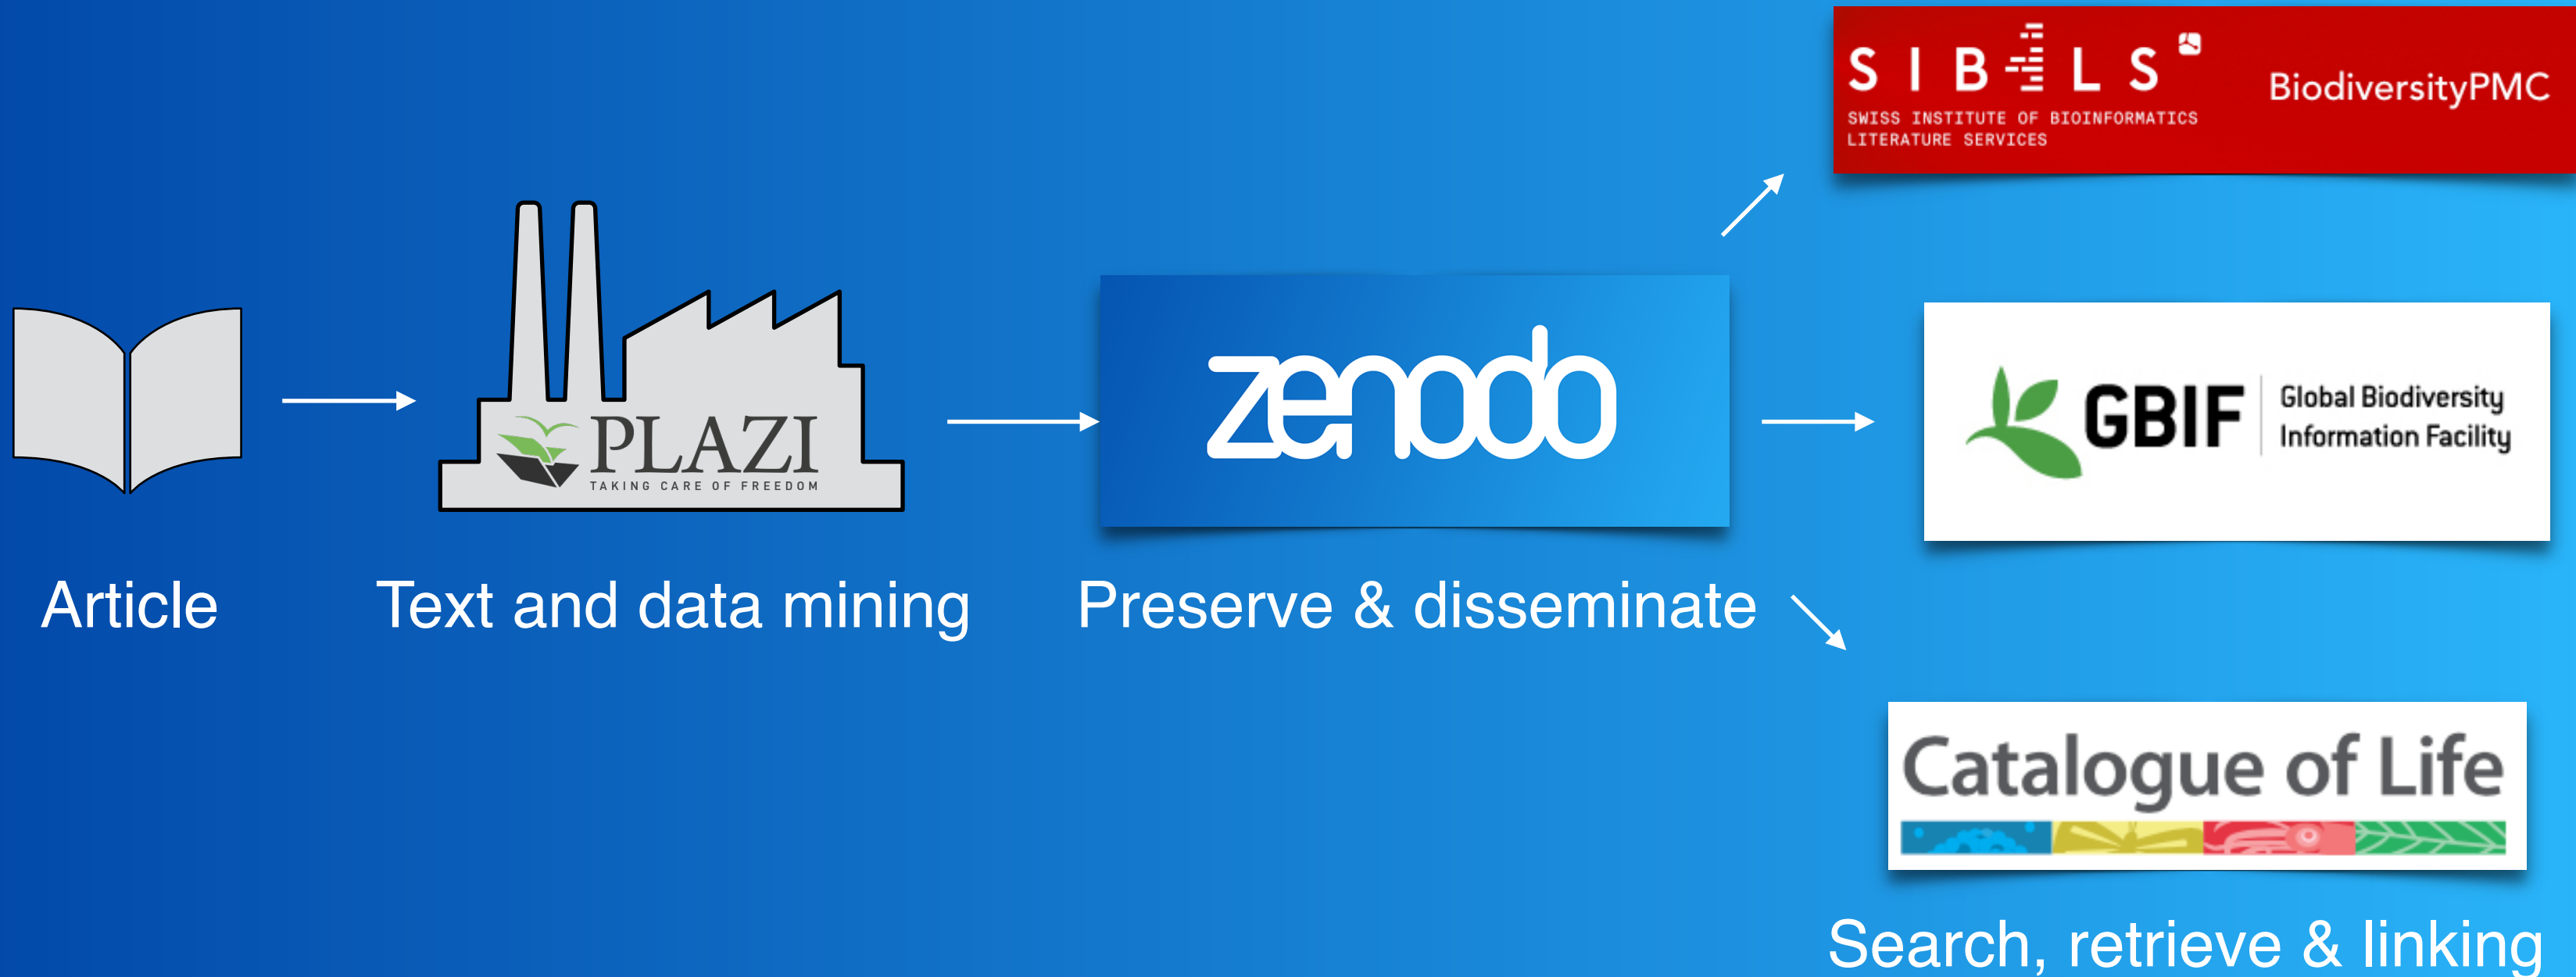 SIBiLS
SWISS INSTITUTE OF BIOINFORMATICS
LITERATURE SERVICES
BiodiversityPMC
PLAZI
TAKING CARE OF FREEDOM
zenodo
GBIF
Global Biodiversity
Information Facility
Article
Text and data mining
Preserve & disseminate
Catalogue of Life
Search, retrieve & linking